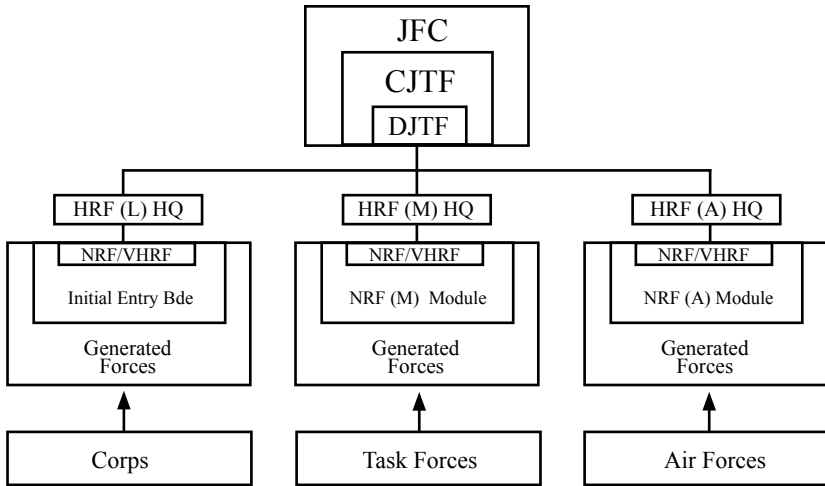 JFC
CJTF
DJTF
HRF (L) HQ
HRF (M) HQ
HRF (A) HQ
NRF/VHRF
NRF/VHRF
NRF/VHRF
Initial Entry Bde
NRF (M) Module
NRF (A) Module
Generated
Forces
Generated
Forces
Generated
Forces
Corps
Task Forces
Air Forces